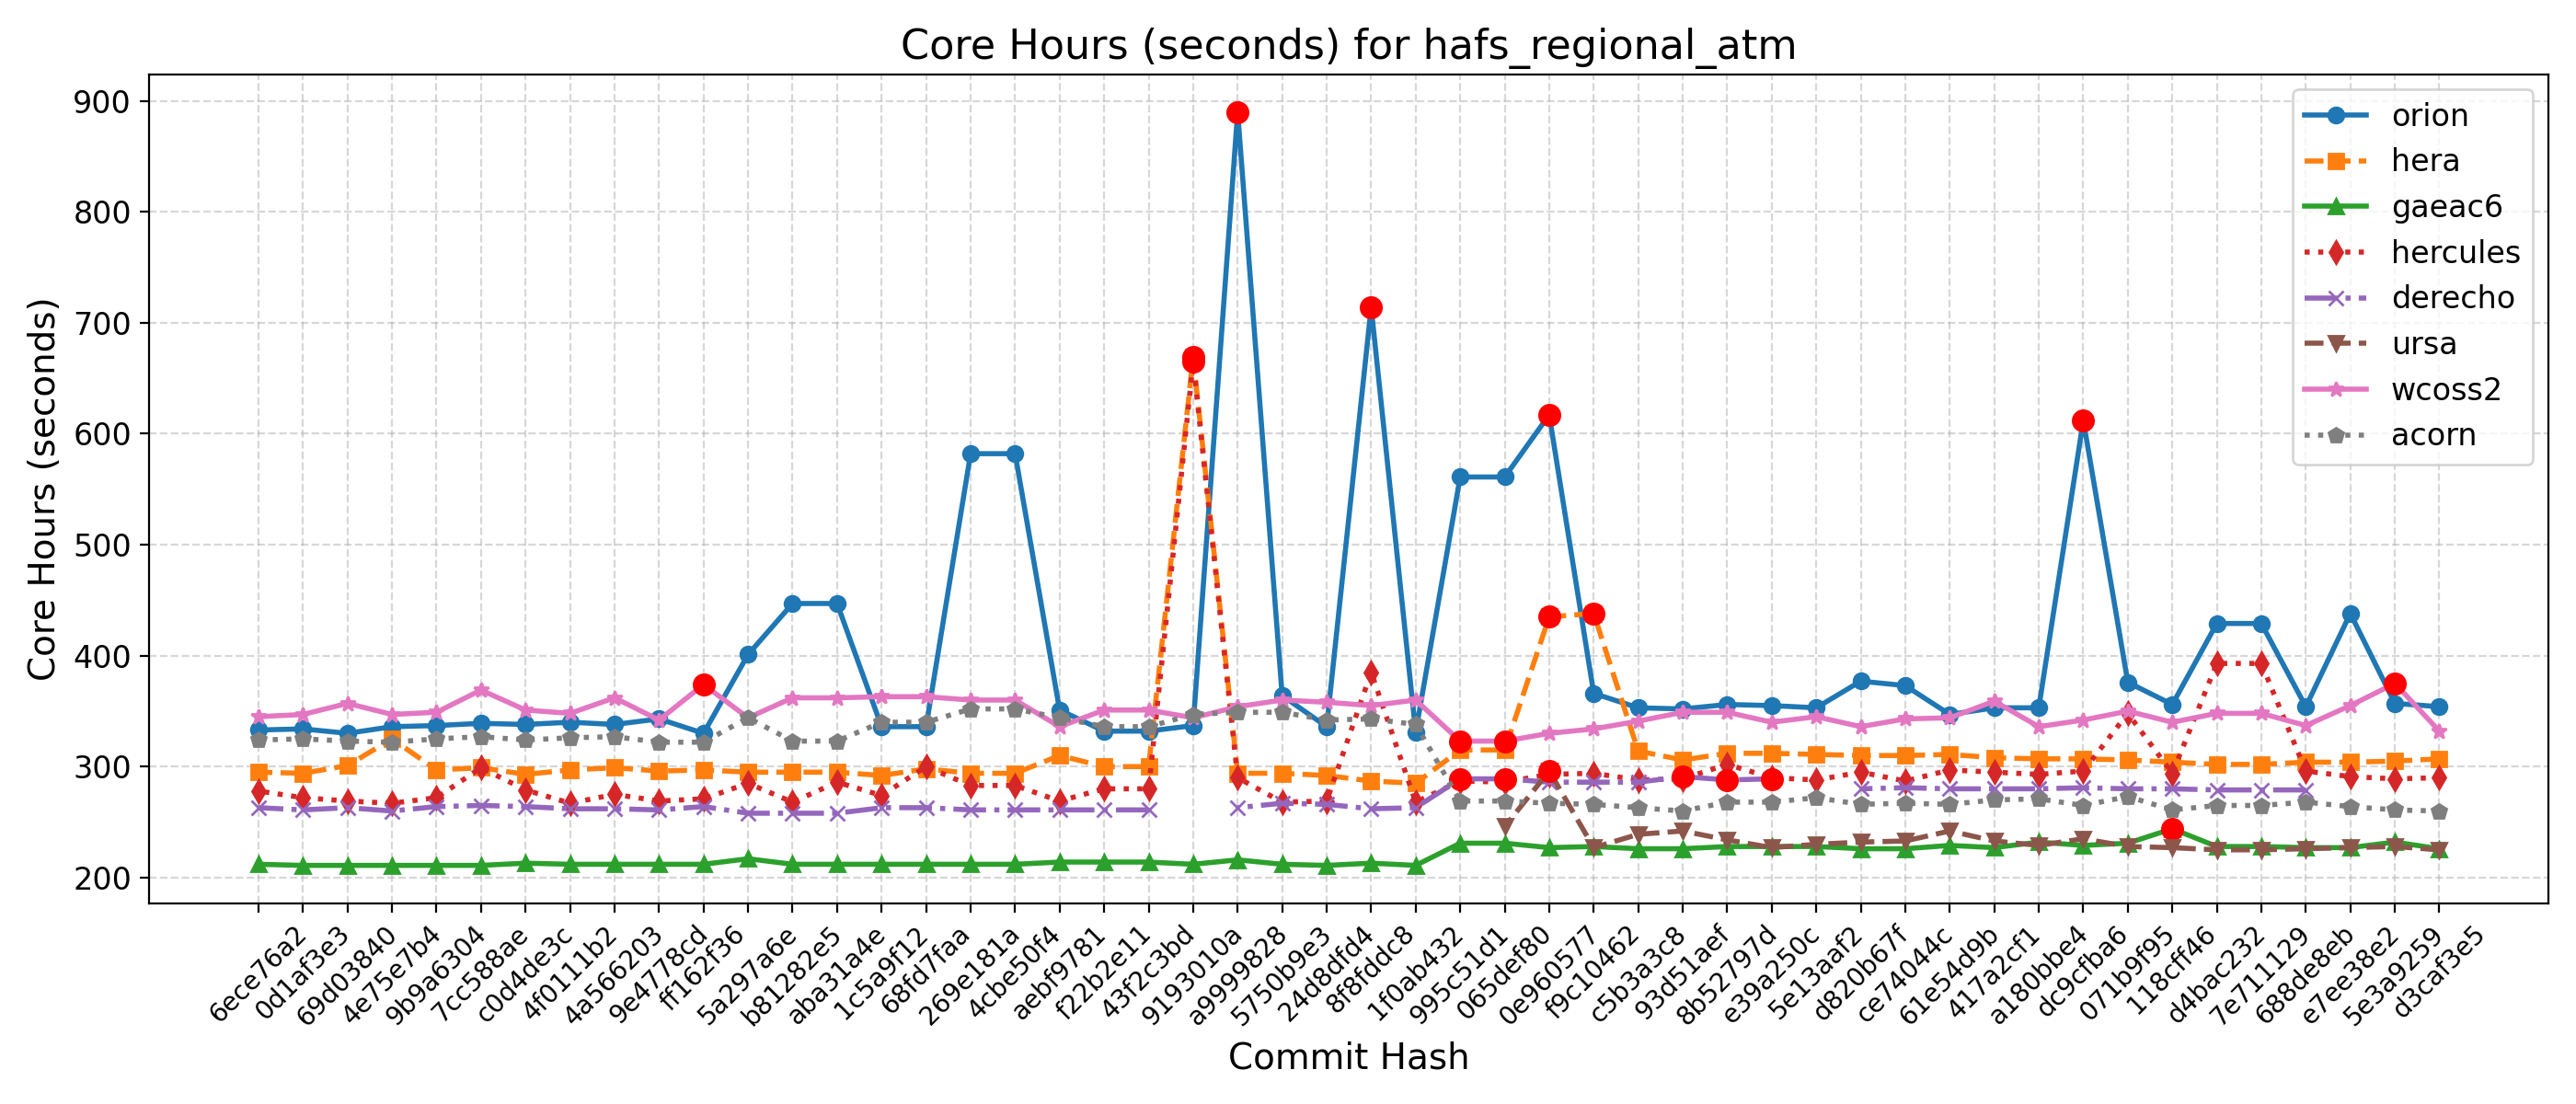 Core Hours (seconds) for hafs_regional_atm
Core Hours (seconds)
900
800
700
600
500
400
300
200
orion
hera
gaeac6
hercules
derecho
ursa
wcoss2
acorn
6ece76a2
0d1af3e3
69d03840
4e75e7b4
9b9a6304
7cc588ae
c0d4de3c
4f0111b2
4a566203
9e4778cd
ff162f36
5a297a6e
b81282e5
aba31a4e
1c5a9f12
68fd7faa
269e181a
4cbe50f4
aebf9781
f22b2e11
43f2c3bd
9193010a
a9999828
5750b9e3
24d8dfd4
8f8fddc8
1f0ab432
995c51d1
065def80
0e960577
f9c10462
c5b3a3c8
93d51aef
8b52797d
e39a250c
5e13aaf2
d820b67f
ce74044c
61e54d9b
417a2cf1
a180bbe4
dc9cfba6
071b9f95
118cff46
d4bac232
7e711129
688de8eb
e7ee38e2
5e3a9259
d3caf3e5
Commit Hash